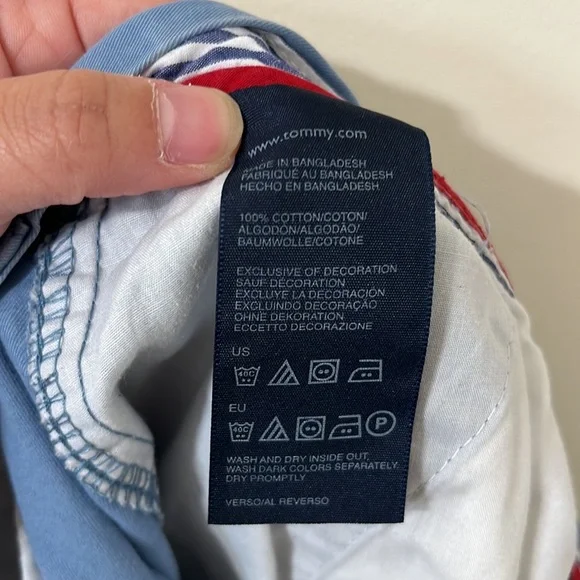 www.tommy.com
MADE IN BANGLADESH
FABRIQUÉ AU BANGLADESH
HECHO EN BANGLADESH
100% COTTON/COTON/
ALGODÓN/ALGODÃO/
BAUMWOLLE/COTONE
EXCLUSIVE OF DECORATION
SAUF DÉCORATION
EXCLUYE LA DECORACIÓN
EXCLUINDO DECORAÇÃO
OHNE DEKORATION
ECCETTO DECORAZIONE
US
40C
EU
40C
P
WASH AND DRY INSIDE OUT,
WASH DARK COLORS SEPARATELY,
DRY PROMPTLY
VERSO/AL REVERSO